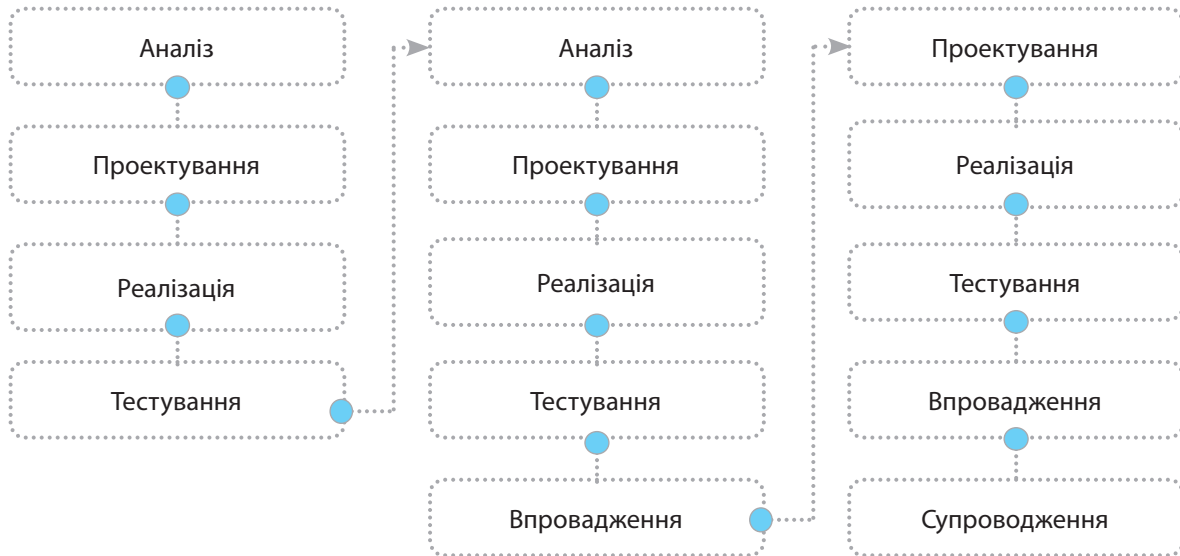 Аналіз
Проектування
Реалізація
Тестування
Аналіз
Проектування
Реалізація
Тестування
Впровадження
Проектування
Реалізація
Тестування
Впровадження
Супроводження